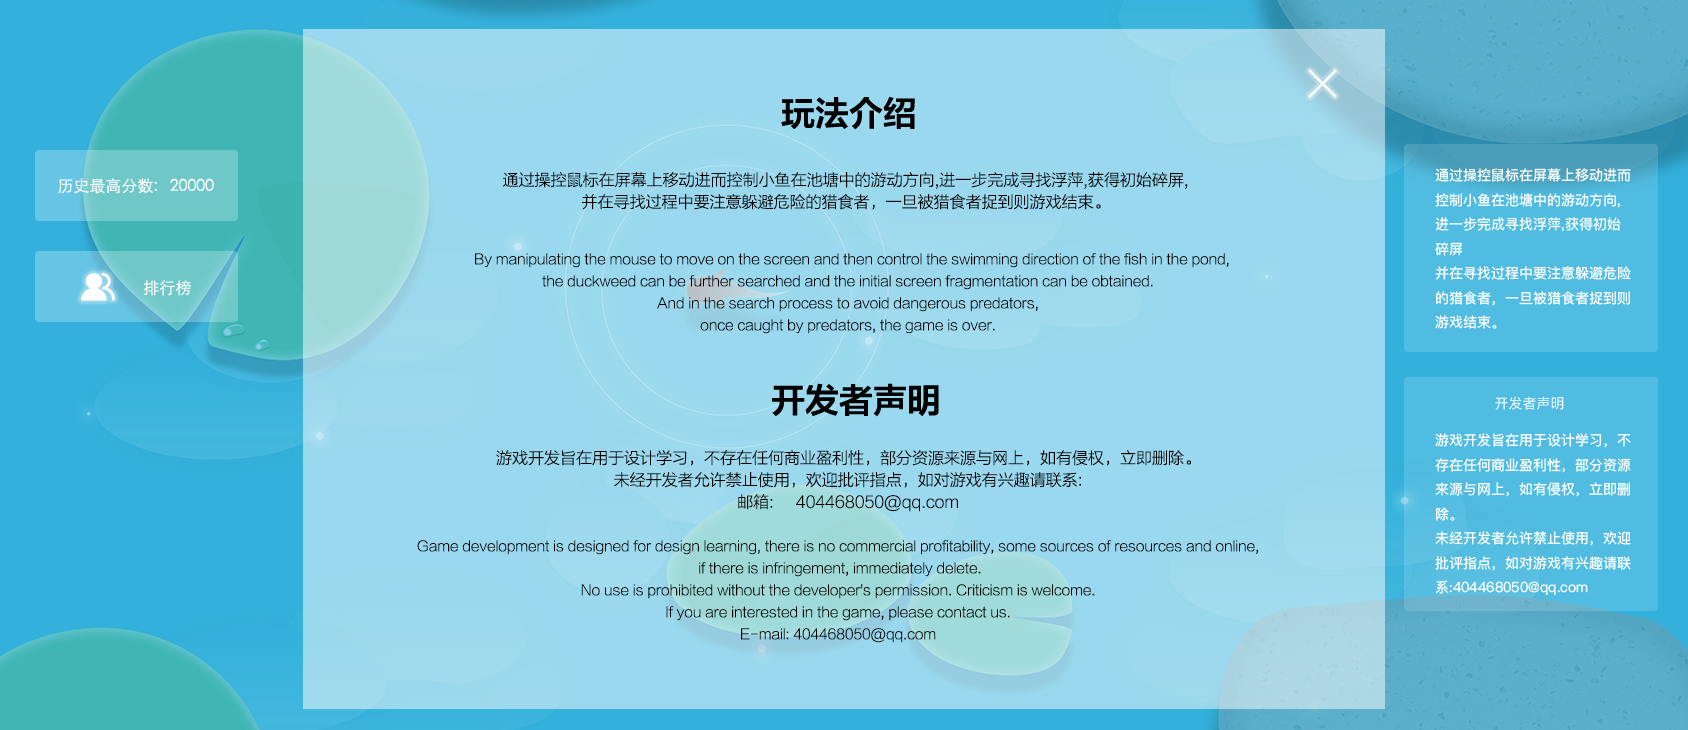 历史最高分数：20000
排行榜
玩法介绍
通过操控鼠标在屏幕上移动进而控制小鱼在池塘中的游动方向,进一步完成寻找浮萍,获得初始碎屏,
并在寻找过程中要注意躲避危险的猎食者，一旦被猎食者捉到则游戏结束。
By manipulating the mouse to move on the screen and then control the swimming direction of the fish in the pond,
the duckweed can be further searched and the initial screen fragmentation can be obtained.
And in the search process to avoid dangerous predators,
once caught by predators, the game is over.
开发者声明
游戏开发旨在用于设计学习，不存在任何商业盈利性，部分资源来源与网上，如有侵权，立即删除。
未经开发者允许禁止使用，欢迎批评指点，如对游戏有兴趣请联系:
邮箱: 404468050@qq.com
Game development is designed for design learning, there is no commercial profitability, some sources of resources and online,
if there is infringement, immediately delete.
No use is prohibited without the developer's permission. Criticism is welcome.
If you are interested in the game, please contact us.
E-mail: 404468050@qq.com
通过操控鼠标在屏幕上移动进而
控制小鱼在池塘中的游动方向,
进一步完成寻找浮萍,获得初始
碎屏
并在寻找过程中要注意躲避危险
的猎食者，一旦被猎食者捉到则
游戏结束。
开发者声明
游戏开发旨在用于设计学习，不
存在任何商业盈利性，部分资源
来源与网上，如有侵权，立即删
除。
未经开发者允许禁止使用，欢迎
批评指点，如对游戏有兴趣请联
系:404468050@qq.com